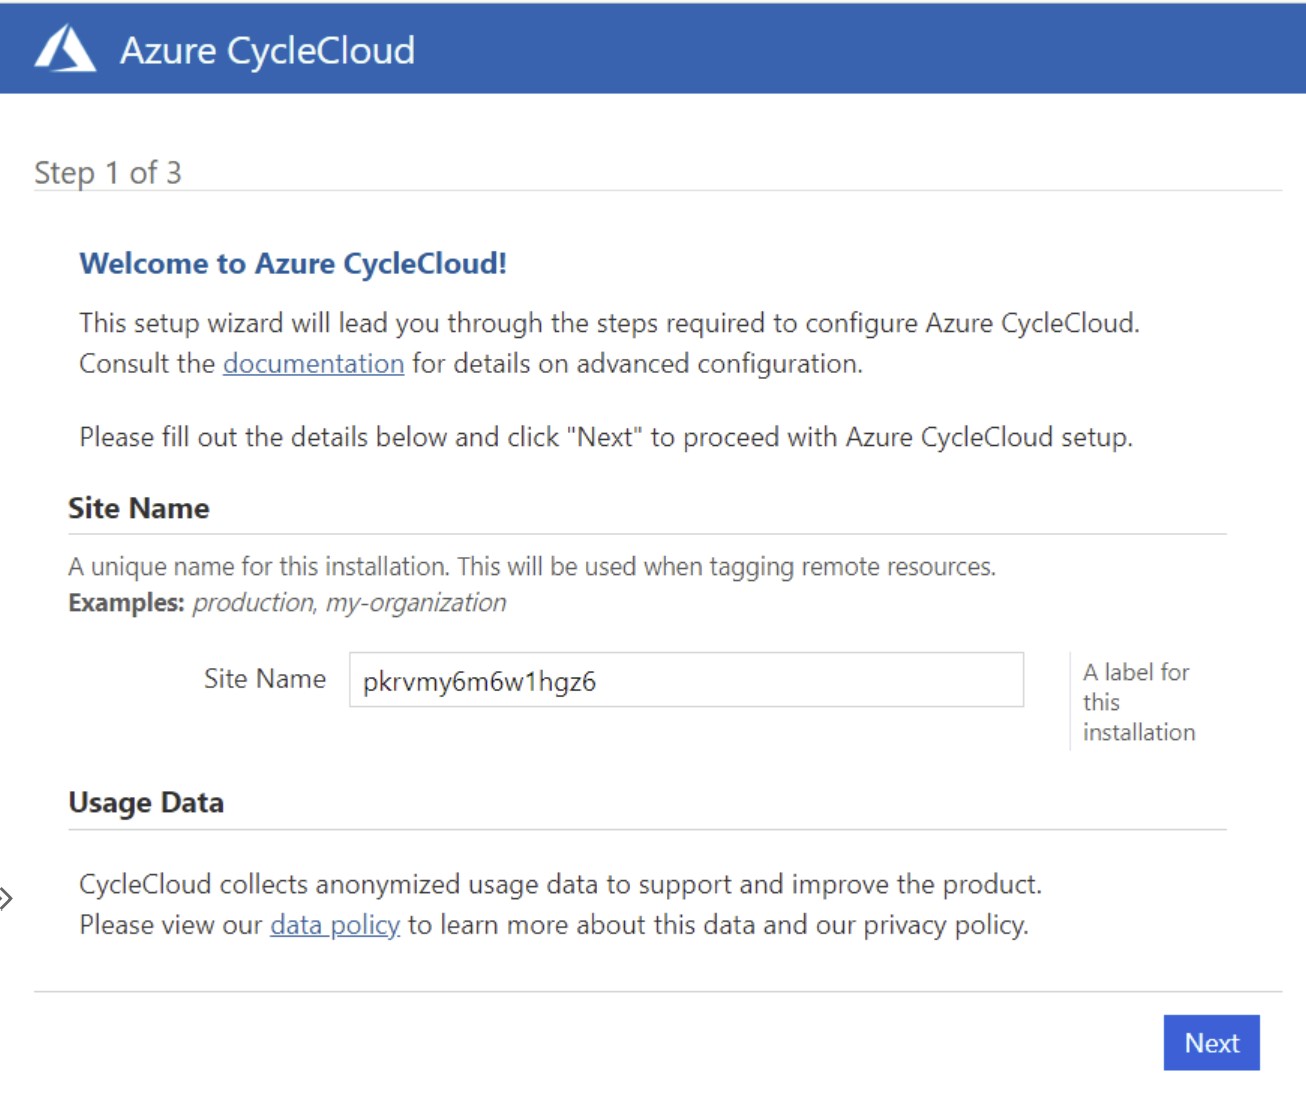 Azure CycleCloud
Step 1 of 3
Welcome to Azure CycleCloud!
This setup wizard will lead you through the steps required to configure Azure CycleCloud.
Consult the documentation for details on advanced configuration.
Please fill out the details below and click "Next" to proceed with Azure CycleCloud setup.
Site Name
A unique name for this installation. This will be used when tagging remote resources.
Examples: production, my-organization
Site Name
pkrvmy6m6w1hgz6
A label for
this
installation
Usage Data
CycleCloud collects anonymized usage data to support and improve the product.
Please view our data policy to learn more about this data and our privacy policy.
Next